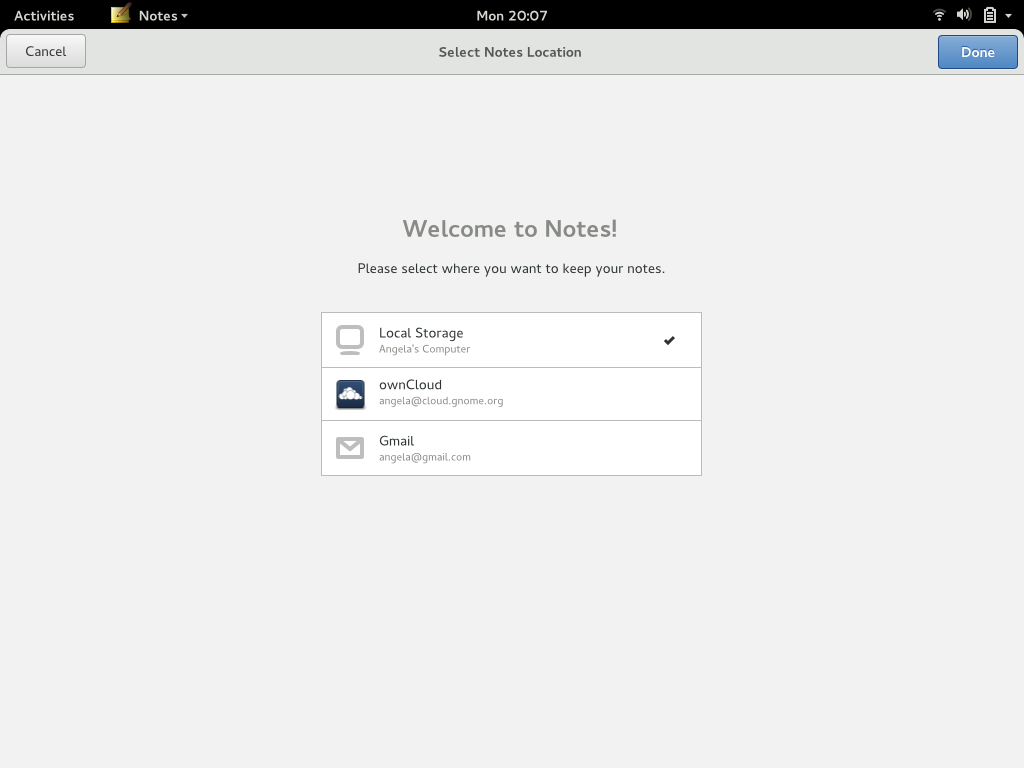 Activities Notes Mon 20:07
Cancel Select Notes Location Done
Welcome to Notes!
Please select where you want to keep your notes.
Local Storage
Angela's Computer
ownCloud
angela@cloud.gnome.org
Gmail
angela@gmail.com